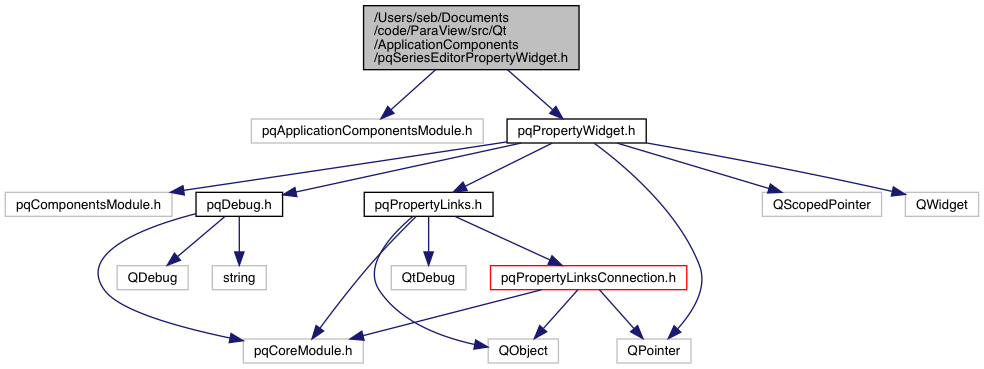 /Users/seb/Documents
/code/ParaView/src/Qt
/ApplicationComponents
/pqSeriesEditorPropertyWidget.h
pqApplicationComponentsModule.h
pqPropertyWidget.h
pqComponentsModule.h
pqDebug.h
pqPropertyLinks.h
QScopedPointer
QWidget
QDebug
string
QtDebug
pqPropertyLinksConnection.h
pqCoreModule.h
QObject
QPointer